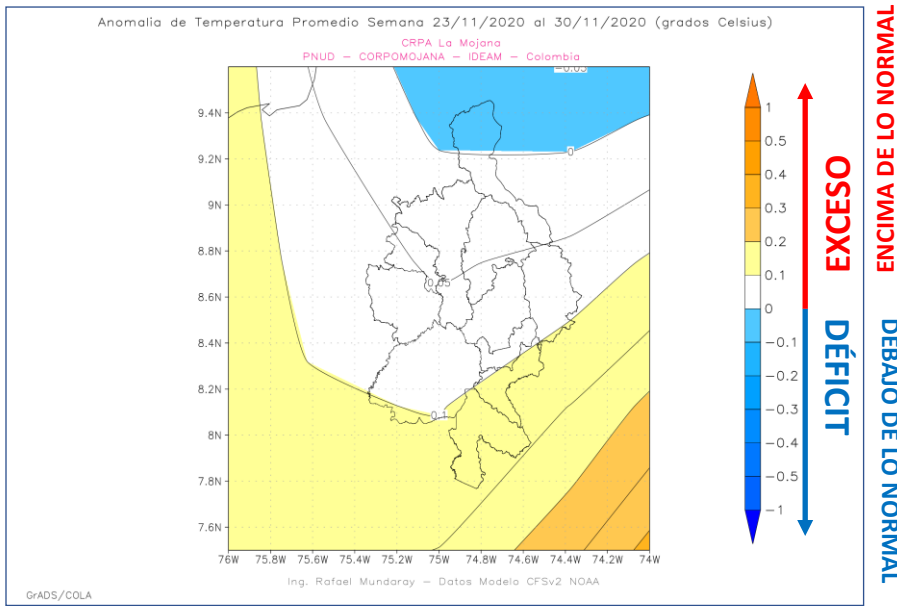 Anomalia de Temperatura Promedio Semana 23/11/2020 al 30/11/2020 (grados Celsius)
CRPA La Mojana
PNUD – CORPOMOJANA – IDEAM – Colombia
9.4N
9.2N
9N
8.8N
8.6N
8.4N
8.2N
8N
7.8N
7.6N
76W
75.8W
75.6W
75.4W
75.2W
75W
74.8W
74.6W
74.4W
74.2W
74W
-0.05
0
0.05
0.1
1
0.5
0.4
0.3
0.2
0.1
0
-0.1
-0.2
-0.3
-0.4
-0.5
-1
EXCESO
DÉFICIT
ENCIMA DE LO NORMAL
DEBAJO DE LO NORMAL
Ing. Rafael Mundaray – Datos Modelo CFSv2 NOAA
GrADS/COLA